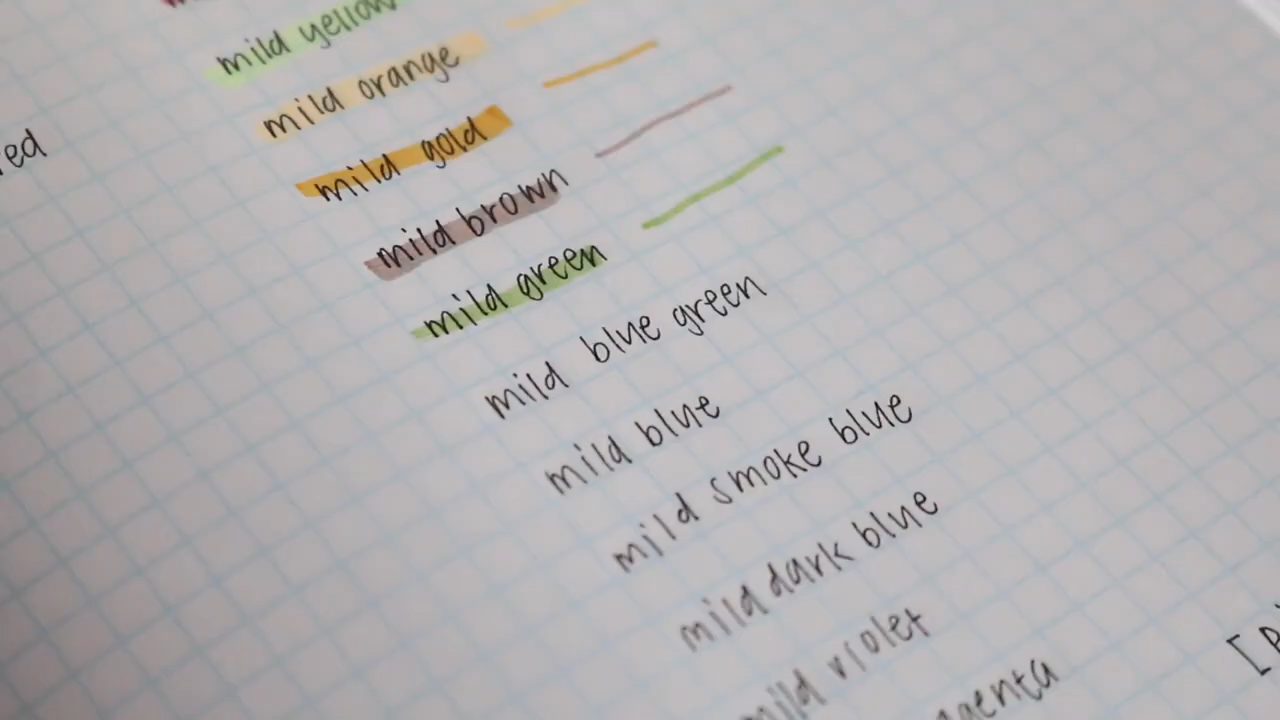 mild yellow
mild orange
mild gold
mild brown
mild green
mild blue green
mild blue
mild smoke blue
mild dark blue
mild violet